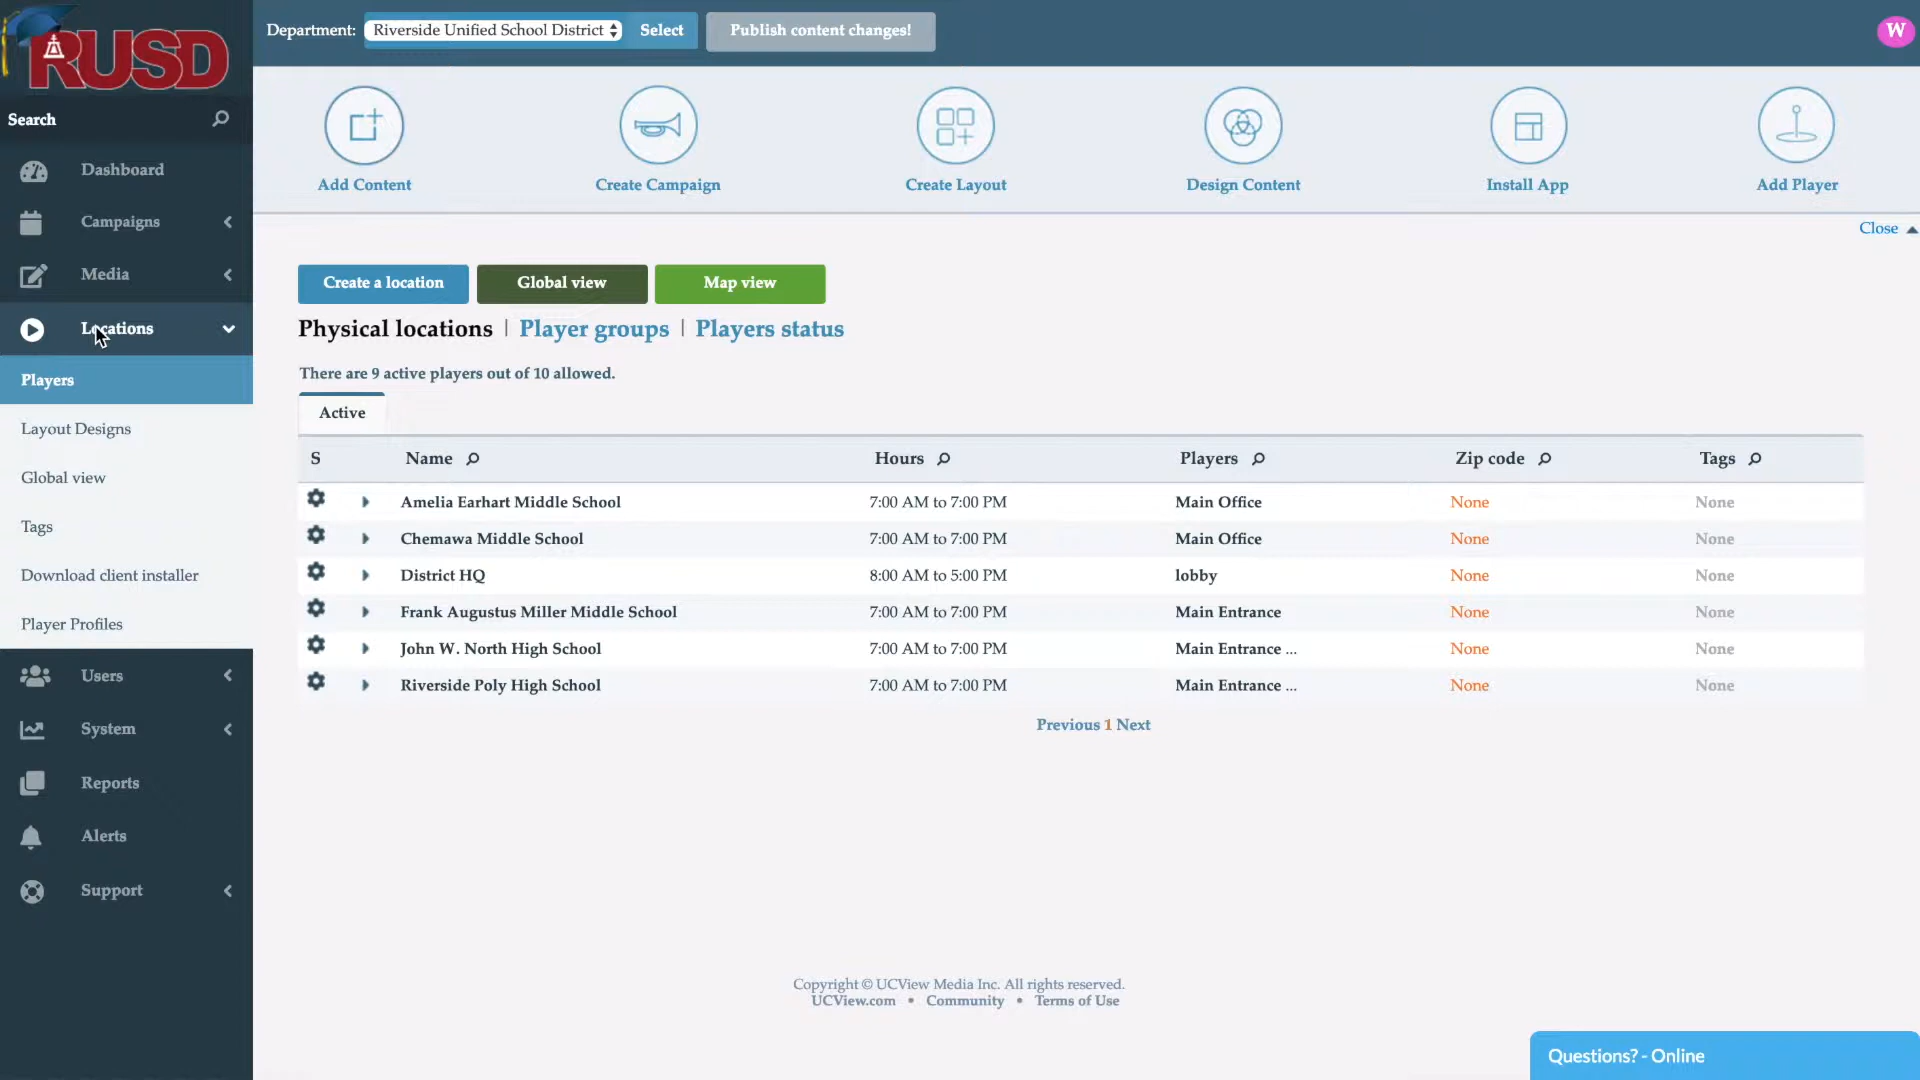 RUSD
Department: Riverside Unified School District Select Publish content changes!
W
Search
Dashboard
Campaigns
Media
Locations
Players
Layout Designs
Global view
Tags
Download client installer
Player Profiles
Users
System
Reports
Alerts
Support
Add Content Create Campaign Create Layout Design Content Install App Add Player
Close
Create a location Global view Map view
Physical locations | Player groups | Players status
There are 9 active players out of 10 allowed.
Active
S Name Hours Players Zip code Tags
Amelia Earhart Middle School 7:00 AM to 7:00 PM Main Office None None
Chemawa Middle School 7:00 AM to 7:00 PM Main Office None None
District HQ 8:00 AM to 5:00 PM lobby None None
Frank Augustus Miller Middle School 7:00 AM to 7:00 PM Main Entrance None None
John W. North High School 7:00 AM to 7:00 PM Main Entrance ... None None
Riverside Poly High School 7:00 AM to 7:00 PM Main Entrance ... None None
Previous 1 Next
Copyright © UCView Media Inc. All rights reserved.
UCView.com • Community • Terms of Use
Questions? - Online